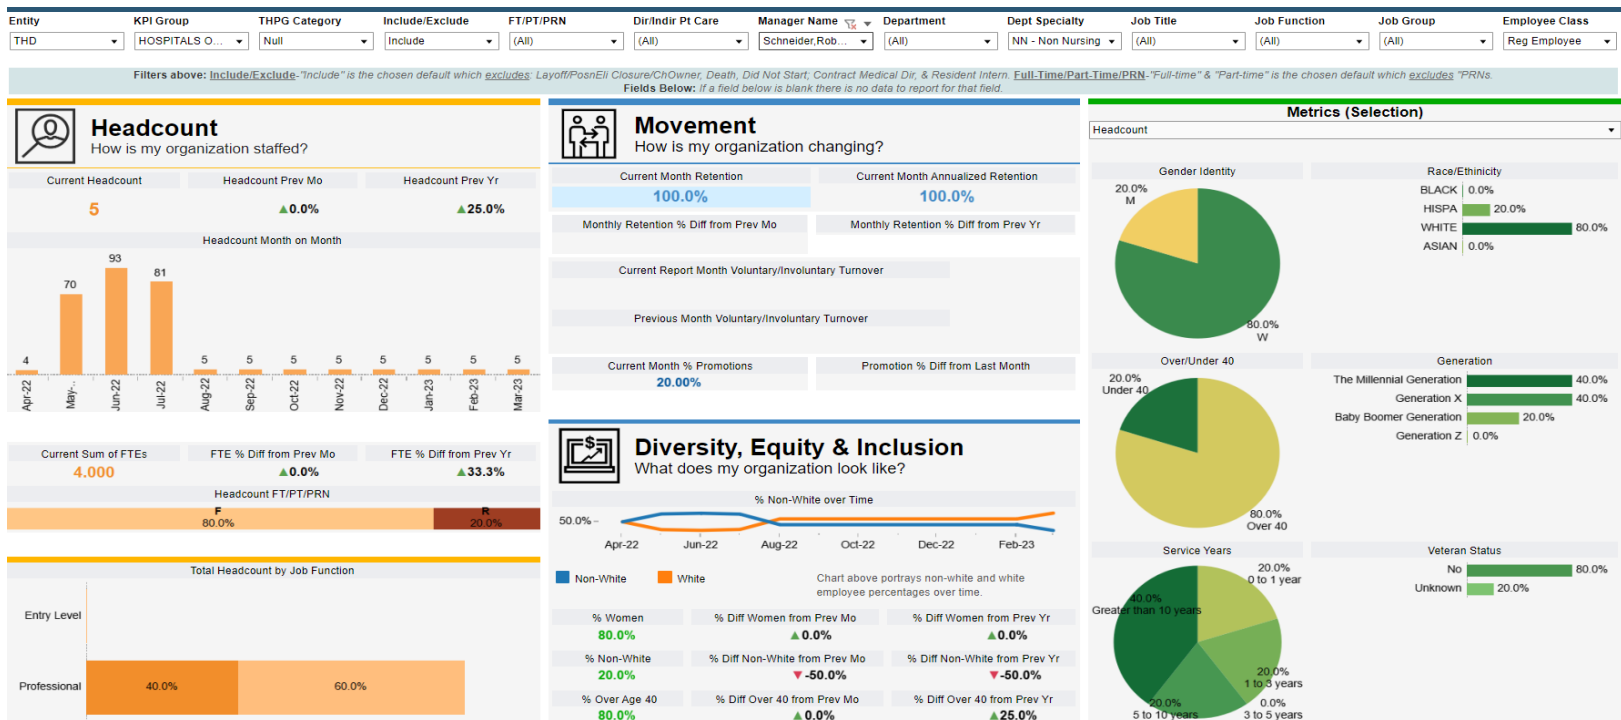 Entity KPI Group THPG Category Include/Exclude FT/PT/PRN Dir/Indir Pt Care Manager Name Department Dept Specialty Job Title Job Function Job Group Employee Class
THD HOSPITALS O... Null Include (All) (All) Schneider,Rob... (All) NN - Non Nursing (All) (All) (All) Reg Employee
Filters above: Include/Exclude-"Include" is the chosen default which excludes: Layoff/PosnEli Closure/ChOwner, Death, Did Not Start; Contract Medical Dir, & Resident Intern. Full-Time/Part-Time/PRN-"Full-time" & "Part-time" is the chosen default which excludes "PRNs.
Fields Below: If a field below is blank there is no data to report for that field.
Headcount
How is my organization staffed?
Current Headcount Headcount Prev Mo Headcount Prev Yr
5 ▲0.0% ▲25.0%
Headcount Month on Month
4 70 93 81 5 5 5 5 5 5 5 5
Apr-22 May-.. Jun-22 Jul-22 Aug-22 Sep-22 Oct-22 Nov-22 Dec-22 Jan-23 Feb-23 Mar-23
Current Sum of FTEs FTE % Diff from Prev Mo FTE % Diff from Prev Yr
4.000 ▲0.0% ▲33.3%
Headcount FT/PT/PRN
F R
80.0% 20.0%
Total Headcount by Job Function
Entry Level
Professional 40.0% 60.0%
Movement
How is my organization changing?
Current Month Retention Current Month Annualized Retention
100.0% 100.0%
Monthly Retention % Diff from Prev Mo Monthly Retention % Diff from Prev Yr
Current Report Month Voluntary/Involuntary Turnover
Previous Month Voluntary/Involuntary Turnover
Current Month % Promotions Promotion % Diff from Last Month
20.00%
Diversity, Equity & Inclusion
What does my organization look like?
% Non-White over Time
50.0%
Apr-22 Jun-22 Aug-22 Oct-22 Dec-22 Feb-23
Non-White White
Chart above portrays non-white and white
employee percentages over time.
% Women % Diff Women from Prev Mo % Diff Women from Prev Yr
80.0% ▲0.0% ▲0.0%
% Non-White % Diff Non-White from Prev Mo % Diff Non-White from Prev Yr
20.0% ▼-50.0% ▼-50.0%
% Over Age 40 % Diff Over 40 from Prev Mo % Diff Over 40 from Prev Yr
80.0% ▲0.0% ▲25.0%
Metrics (Selection)
Headcount
Gender Identity
20.0%
M
80.0%
W
Race/Ethinicity
BLACK 0.0%
HISPA 20.0%
WHITE 80.0%
ASIAN 0.0%
Over/Under 40
20.0%
Under 40
80.0%
Over 40
Generation
The Millennial Generation 40.0%
Generation X 40.0%
Baby Boomer Generation 20.0%
Generation Z 0.0%
Service Years
20.0%
0 to 1 year
40.0%
Greater than 10 years
20.0%
1 to 3 years
20.0%
5 to 10 years
0.0%
3 to 5 years
Veteran Status
No 80.0%
Unknown 20.0%